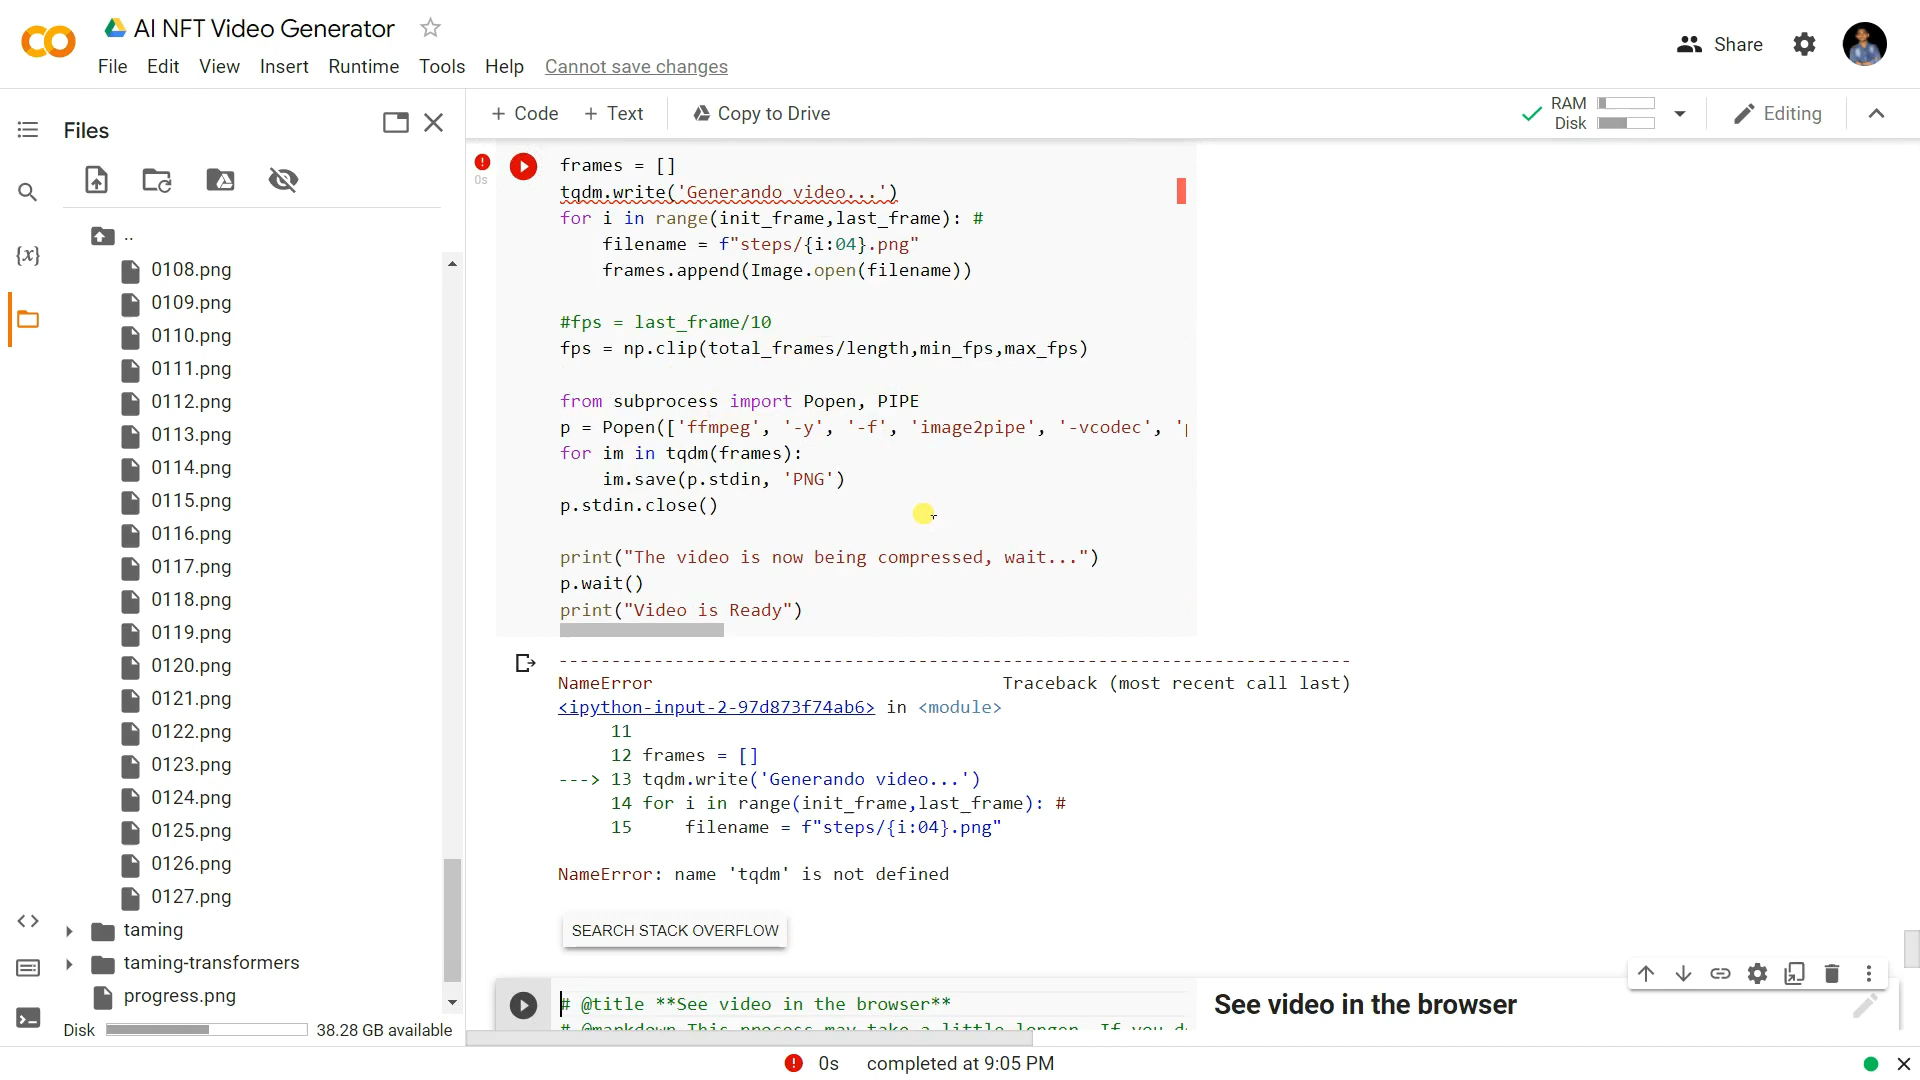 AI NFT Video Generator
File Edit View Insert Runtime Tools Help Cannot save changes
Share
Files
+ Code + Text Copy to Drive
RAM
Disk
Editing
..
0108.png
0109.png
0110.png
0111.png
0112.png
0113.png
0114.png
0115.png
0116.png
0117.png
0118.png
0119.png
0120.png
0121.png
0122.png
0123.png
0124.png
0125.png
0126.png
0127.png
taming
taming-transformers
progress.png
Disk 38.28 GB available
{x}
<>
0s
frames = []
tqdm.write('Generando video...')
for i in range(init_frame,last_frame): #
filename = f"steps/{i:04}.png"
frames.append(Image.open(filename))
#fps = last_frame/10
fps = np.clip(total_frames/length,min_fps,max_fps)
from subprocess import Popen, PIPE
p = Popen(['ffmpeg', '-y', '-f', 'image2pipe', '-vcodec', '
for im in tqdm(frames):
im.save(p.stdin, 'PNG')
p.stdin.close()
print("The video is now being compressed, wait...")
p.wait()
print("Video is Ready")
---------------------------------------------------------------------------
NameError Traceback (most recent call last)
<ipython-input-2-97d873f74ab6> in <module>
11
12 frames = []
---> 13 tqdm.write('Generando video...')
14 for i in range(init_frame,last_frame): #
15 filename = f"steps/{i:04}.png"
NameError: name 'tqdm' is not defined
SEARCH STACK OVERFLOW
# @title **See video in the browser**
# @markdown This process may take a little longer. If you d
See video in the browser
0s completed at 9:05 PM